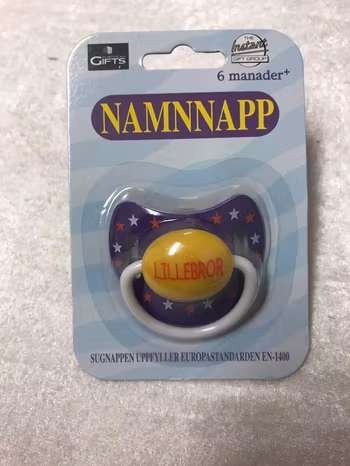 GIFTS
THE
Instant
GIFT GROUP
6 manader+
NAMNNAPP
LILLEBROR
SUGNAPPEN UPPFYLLER EUROPASTANDARDEN EN-1400